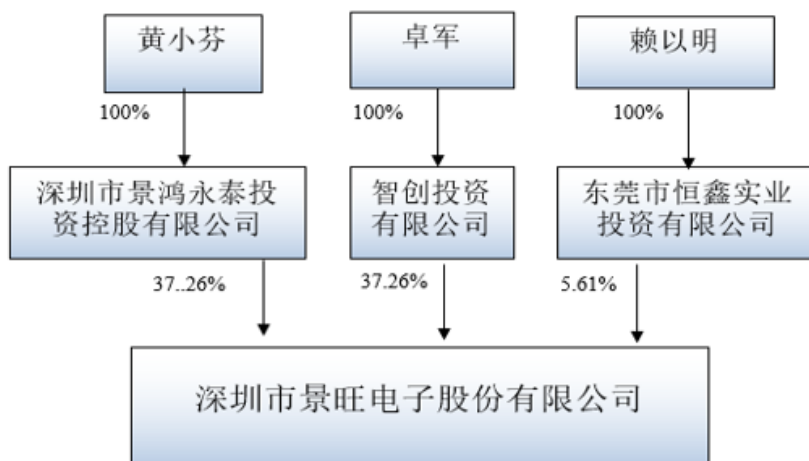 黄小芬
卓军
赖以明
100%
100%
100%
深圳市景鸿永泰投
资控股有限公司
智创投资
有限公司
东莞市恒鑫实业
投资有限公司
37..26%
37.26%
5.61%
深圳市景旺电子股份有限公司